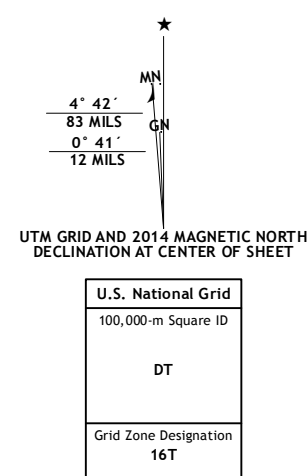 ★
MN
4° 42´
83 MILS
GN
0° 41´
12 MILS
UTM GRID AND 2014 MAGNETIC NORTH
DECLINATION AT CENTER OF SHEET
U.S. National Grid
100,000-m Square ID
DT
Grid Zone Designation
16T